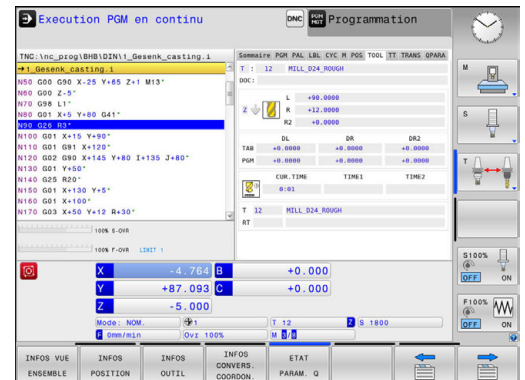 Execution PGM en continu
DNC
Programmation
TNC:\nc_prog\BHB\DIN\1_Gesenk_casting.i
→1_Gesenk_casting.i
N50 G00 G90 X-25 Y+65 Z+1 M13*
N60 G00 Z-5*
N70 G98 L1*
N80 G01 X+5 Y+80 G41*
N90 G26 R3*
N100 G01 X+15 Y+90*
N110 G01 G91 X+120*
N120 G02 G90 X+145 Y+80 I+135 J+80*
N130 G01 Y+50*
N140 G25 R20*
N150 G01 X+130 Y+5*
N160 G01 X+100*
N170 G03 X+50 Y+12 R+30*
100% S-OVR
100% F-OVR LIMIT 1
Sommaire PGM PAL LBL CYC M POS TOOL TT TRANS QPARA
T : 12 MILL_D24_ROUGH
DOC:
L +90.0000
Z R +12.0000
R2 +0.0000
DL DR DR2
TAB +0.0000 +0.0000 +0.0000
PGM +0.0000 +0.0000 +0.0000
CUR.TIME TIME1 TIME2
0:01
T 12 MILL_D24_ROUGH
RT
X -4.764 B +0.000
Y +87.093 C +0.000
Z -5.000
Mode: NOM. 1 T 12 Z S 1800
F 0mm/min Ovr 100% M 3/9
INFOS VUE ENSEMBLE
INFOS POSITION
INFOS OUTIL
INFOS CONVERS. COORDON.
ETAT PARAM. Q
M
S
T
S100%
OFF ON
F100%
OFF ON